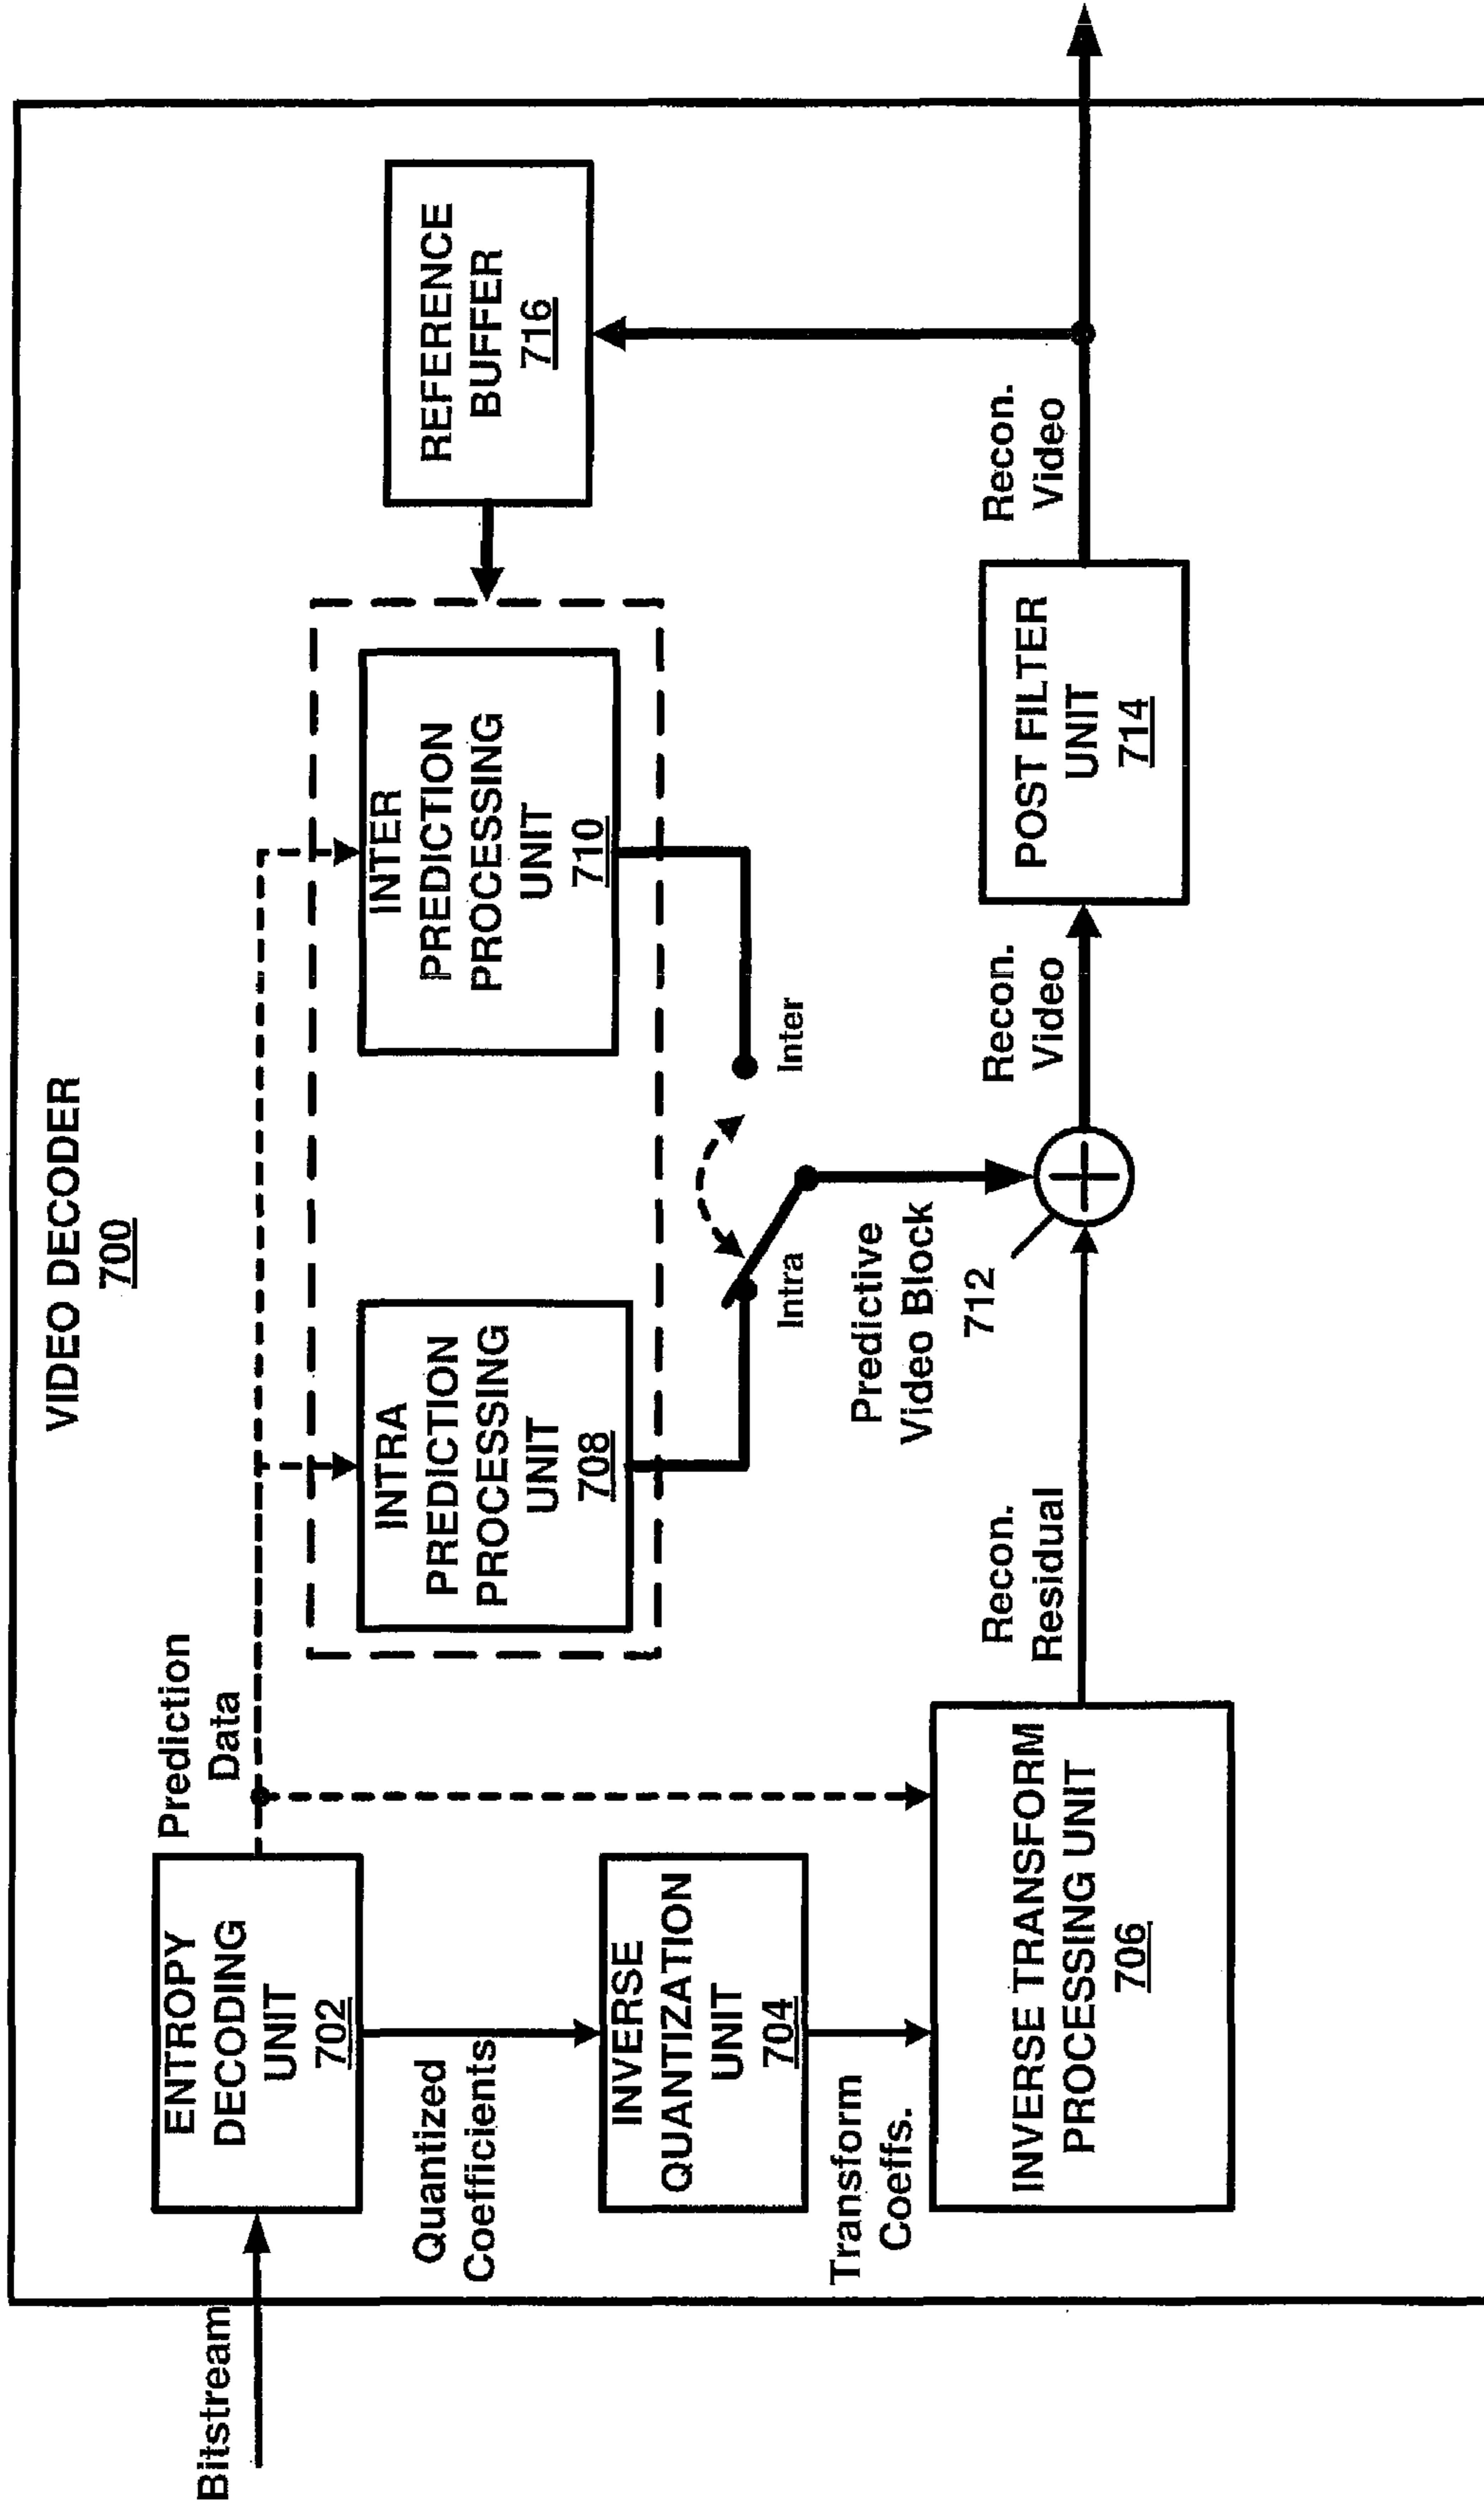 VIDEO DECODER
700
Bitstream
ENTROPY
DECODING
UNIT
702
Prediction
Data
Quantized
Coefficients
INVERSE
QUANTIZATION
UNIT
704
Transform
Coeffs.
INVERSE TRANSFORM
PROCESSING UNIT
706
Recon.
Residual
INTRA
PREDICTION
PROCESSING
UNIT
708
INTER
PREDICTION
PROCESSING
UNIT
710
Intra
Inter
Predictive
Video Block
712
Recon.
Video
POST FILTER
UNIT
714
Recon.
Video
REFERENCE
BUFFER
716